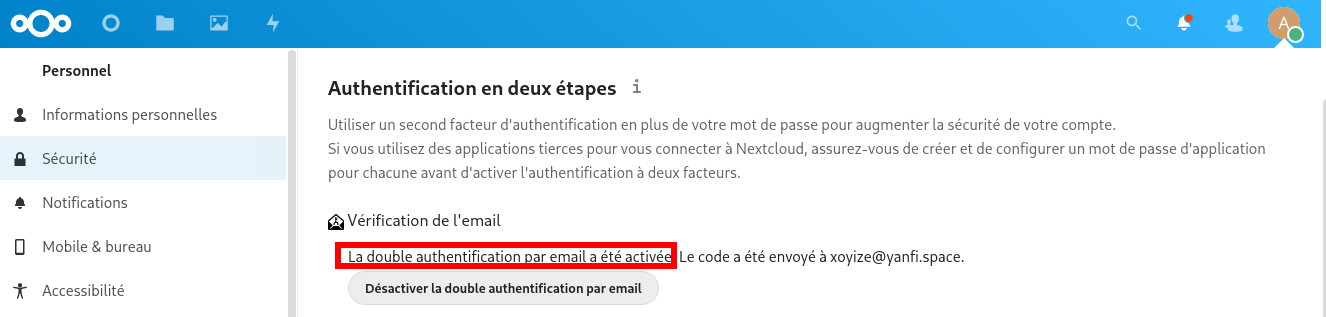 A
Personnel
Informations personnelles
Sécurité
Notifications
Mobile & bureau
Accessibilité
Authentification en deux étapes i
Utiliser un second facteur d'authentification en plus de votre mot de passe pour augmenter la sécurité de votre compte.
Si vous utilisez des applications tierces pour vous connecter à Nextcloud, assurez-vous de créer et de configurer un mot de passe d'application
pour chacune avant d'activer l'authentification à deux facteurs.
Vérification de l'email
La double authentification par email a été activée. Le code a été envoyé à xoyize@yanfi.space.
Désactiver la double authentification par email